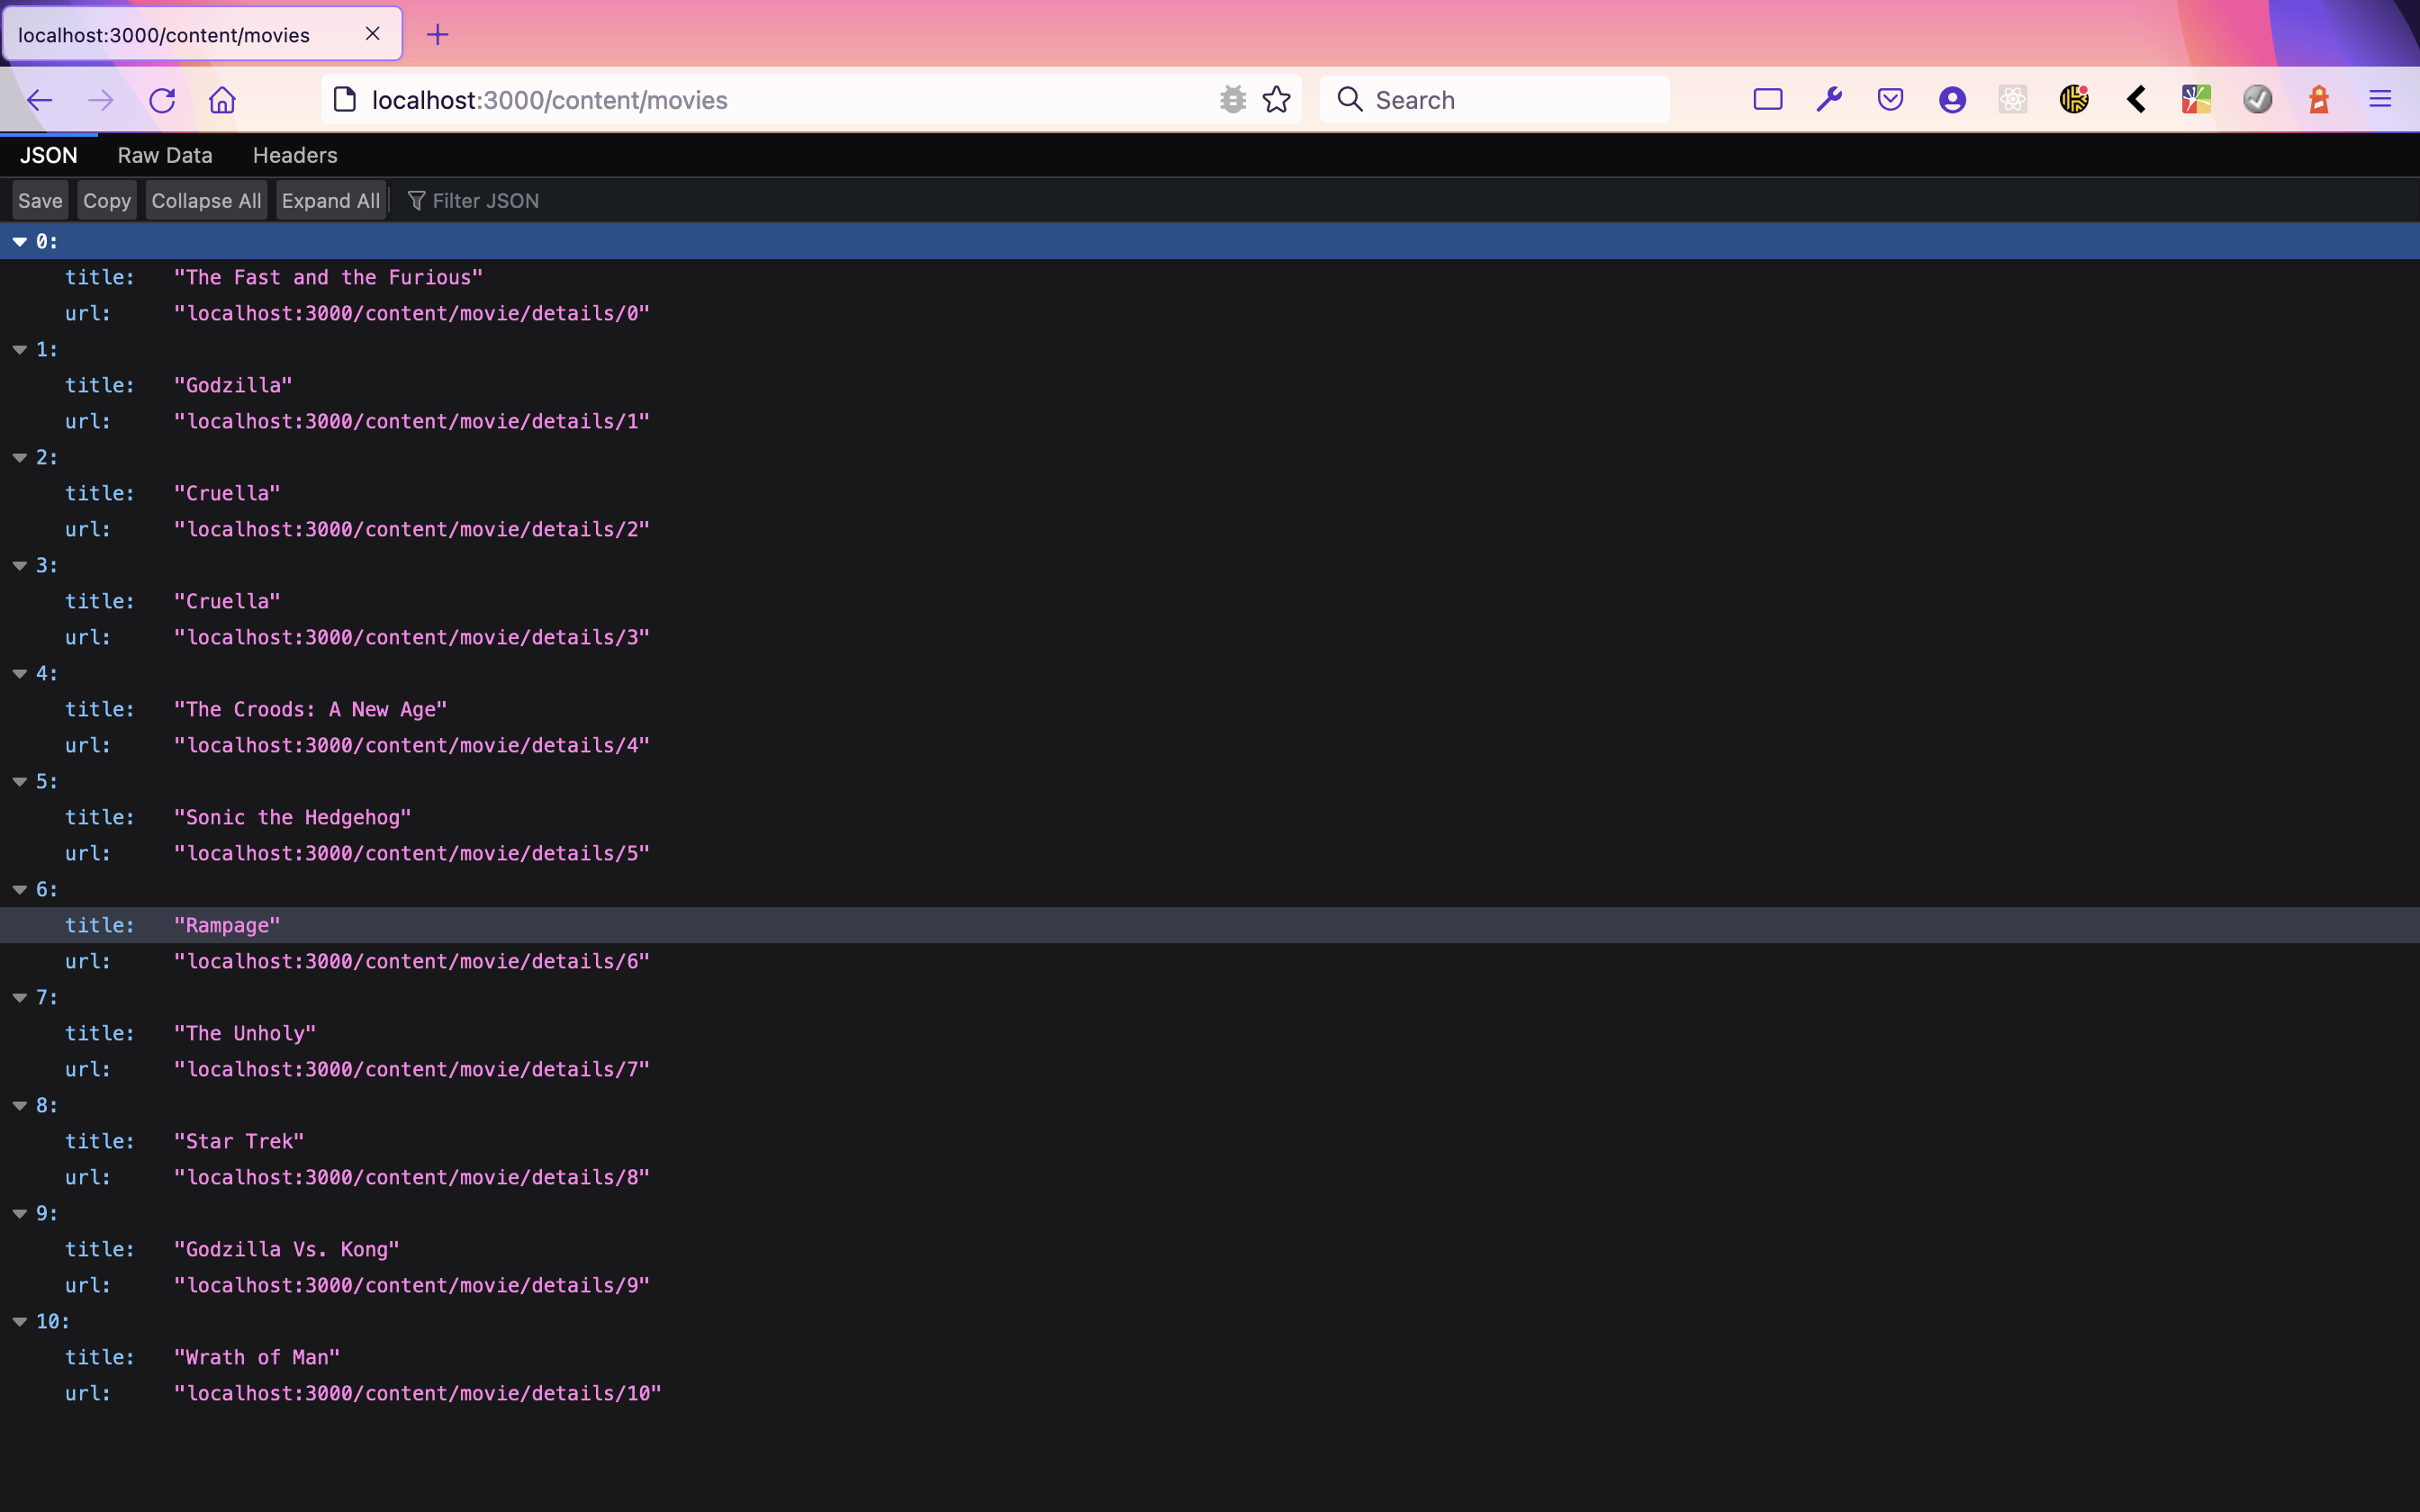 localhost:3000/content/movies
localhost:3000/content/movies
Search
JSON Raw Data Headers
Save Copy Collapse All Expand All Filter JSON
0:
title: "The Fast and the Furious"
url: "localhost:3000/content/movie/details/0"
1:
title: "Godzilla"
url: "localhost:3000/content/movie/details/1"
2:
title: "Cruella"
url: "localhost:3000/content/movie/details/2"
3:
title: "Cruella"
url: "localhost:3000/content/movie/details/3"
4:
title: "The Croods: A New Age"
url: "localhost:3000/content/movie/details/4"
5:
title: "Sonic the Hedgehog"
url: "localhost:3000/content/movie/details/5"
6:
title: "Rampage"
url: "localhost:3000/content/movie/details/6"
7:
title: "The Unholy"
url: "localhost:3000/content/movie/details/7"
8:
title: "Star Trek"
url: "localhost:3000/content/movie/details/8"
9:
title: "Godzilla Vs. Kong"
url: "localhost:3000/content/movie/details/9"
10:
title: "Wrath of Man"
url: "localhost:3000/content/movie/details/10"